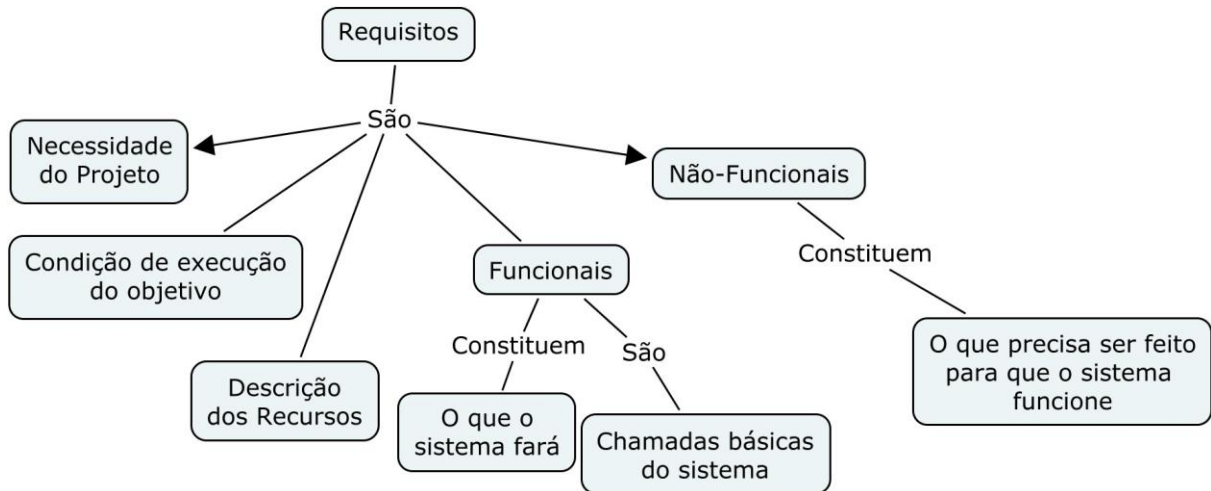 Requisitos
São
Necessidade
do Projeto
Não-Funcionais
Condição de execução
do objetivo
Funcionais
Constituem
Constituem
São
O que precisa ser feito
para que o sistema
funcione
Descrição
dos Recursos
O que o
sistema fará
Chamadas básicas
do sistema